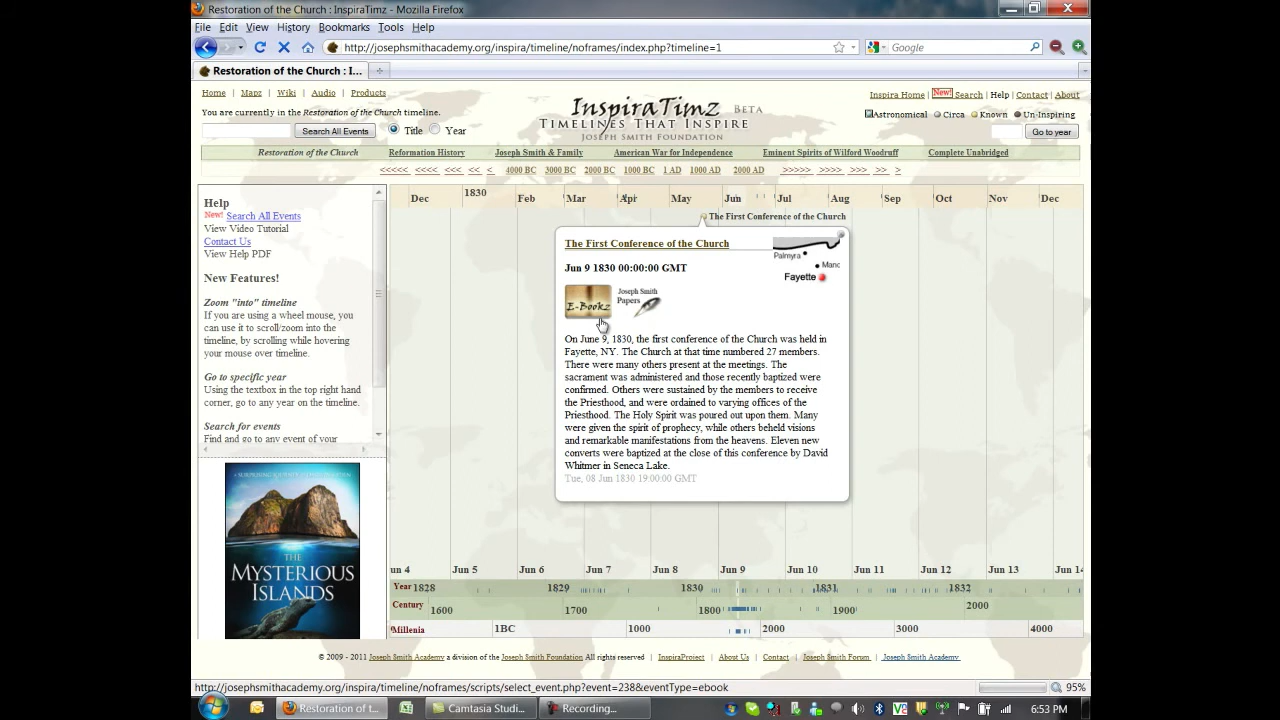 Restoration of the Church : InspiraTimz - Mozilla Firefox
File Edit View History Bookmarks Tools Help
http://josephsmithacademy.org/inspira/timeline/noframes/index.php?timeline=1
Google
Restoration of the Church : I...
Home | Mapz | Wiki | Audio | Products
Inspira Home | New! Search | Help | Contact | About
You are currently in the Restoration of the Church timeline.
InspiraTimz BETA
TIMELINES THAT INSPIRE
JOSEPH SMITH FOUNDATION
Astronomical Circa Known Un-Inspiring
Search All Events Title Year
Go to year
Restoration of the Church Reformation History Joseph Smith & Family American War for Independence Eminent Spirits of Wilford Woodruff Complete Unabridged
<<<<< <<<< <<< << < 4000 BC 3000 BC 2000 BC 1000 BC 1 AD 1000 AD 2000 AD >>>>> >>>> >>> >> >
Dec 1830 Feb Mar Apr May Jun Jul Aug Sep Oct Nov Dec
Help
New! Search All Events
View Video Tutorial
Contact Us
View Help PDF
New Features!
Zoom "into" timeline
If you are using a wheel mouse, you
can use it to scroll/zoom into the
timeline, by scrolling while hovering
your mouse over timeline.
Go to specific year
Using the textbox in the top right hand
corner, go to any year on the timeline.
Search for events
Find and go to any event of your
A SURPRISING
THE
MYSTERIOUS
ISLANDS
The First Conference of the Church
The First Conference of the Church
Palmyra
Manc
Fayette
Jun 9 1830 00:00:00 GMT
E-Bookz
Joseph Smith
Papers
On June 9, 1830, the first conference of the Church was held in
Fayette, NY. The Church at that time numbered 27 members.
There were many others present at the meetings. The
sacrament was administered and those recently baptized were
confirmed. Others were sustained by the members to receive
the Priesthood, and were ordained to varying offices of the
Priesthood. The Holy Spirit was poured out upon them. Many
were given the spirit of prophecy, while others beheld visions
and remarkable manifestations from the heavens. Eleven new
converts were baptized at the close of this conference by David
Whitmer in Seneca Lake.
Tue, 08 Jun 1830 19:00:00 GMT
un 4 Jun 5 Jun 6 Jun 7 Jun 8 Jun 9 Jun 10 Jun 11 Jun 12 Jun 13 Jun 14
Year 1828 1829 1830 1831 1832
Century 1600 1700 1800 1900 2000
Millenia 1BC 1000 2000 3000 4000
© 2009 - 2011 Joseph Smith Academy a division of the Joseph Smith Foundation All rights reserved | InspiraProject | About Us | Contact | Joseph Smith Forum | Joseph Smith Academy
http://josephsmithacademy.org/inspira/timeline/noframes/scripts/select_event.php?event=238&eventType=ebook
95%
Restoration of t... Camtasia Studi... Recording... 6:53 PM